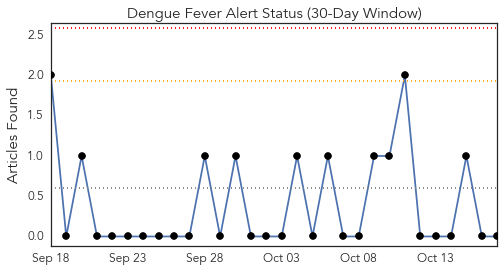 Dengue Fever Alert Status (30-Day Window)
Articles Found
2.5
2.0
1.5
1.0
0.5
0.0
Sep 18 Sep 23 Sep 28 Oct 03 Oct 08 Oct 13